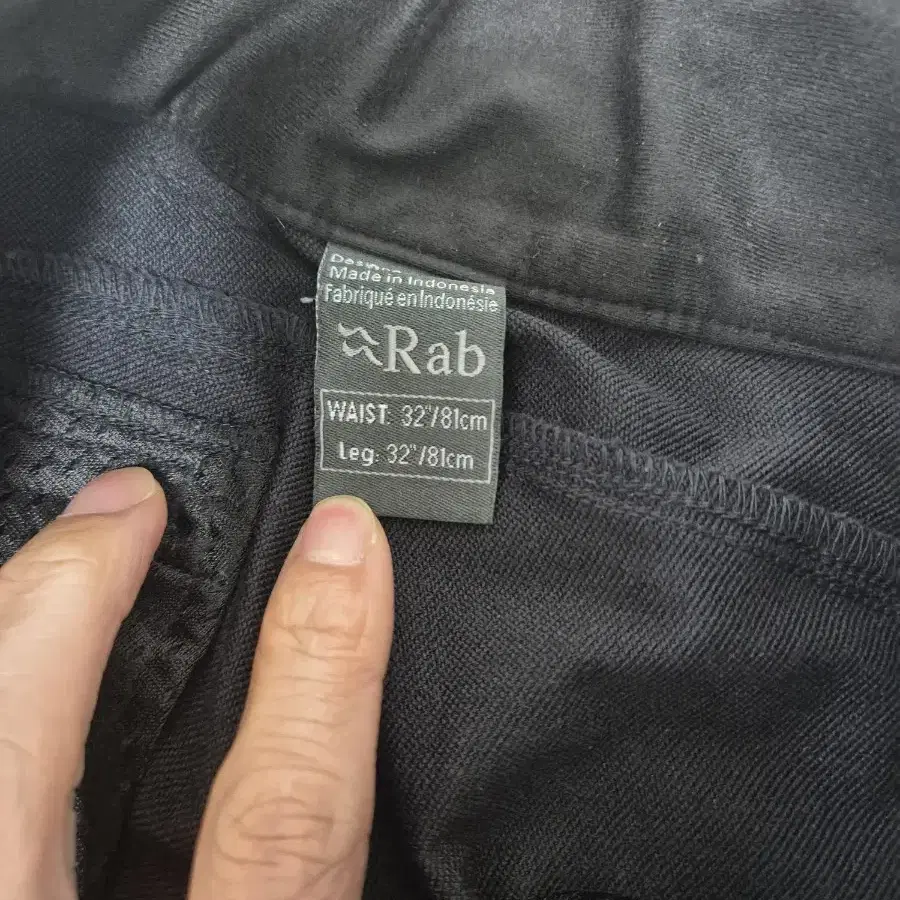 Made in Indonesia
Fabriqué en Indonésie
Rab
WAIST: 32"/81cm
Leg: 32"/81cm